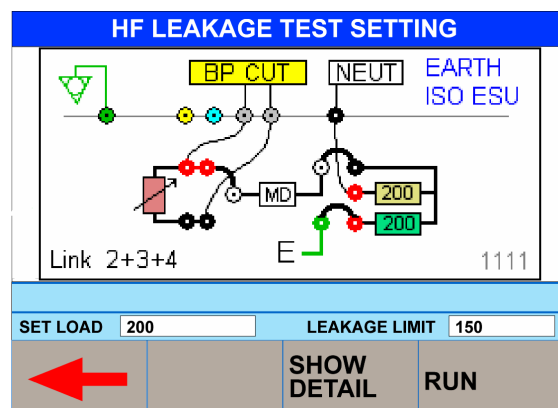 HF LEAKAGE TEST SETTING
BP CUT
NEUT
EARTH
ISO ESU
MD
200
200
E
Link 2+3+4
1111
SET LOAD 200
LEAKAGE LIMIT 150
SHOW
DETAIL
RUN